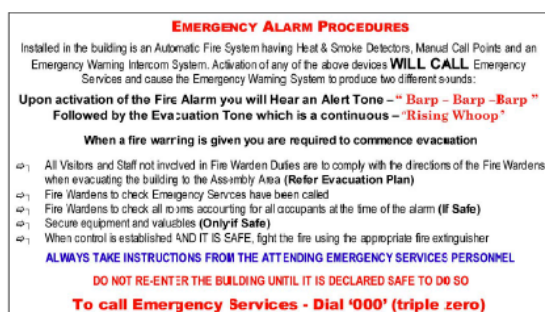 EMERGENCY ALARM PROCEDURES
Installed in the building is an Automatic Fire System having Heat & Smoke Detectors, Manual Call Points and an
Emergency Warning Intercom System. Activation of any of the above devices WILL CALL Emergency
Services and cause the Emergency Warning System to produce two different sounds:
Upon activation of the Fire Alarm you will Hear an Alert Tone – “ Barp – Barp –Barp ”
Followed by the Evacuation Tone which is a continuous – “Rising Whoop”
When a fire warning is given you are required to commence evacuation
All Visitors and Staff not involved in Fire Warden Duties are to comply with the directions of the Fire Wardens
when evacuating the building to the Assembly Area (Refer Evacuation Plan)
Fire Wardens to check Emergency Services have been called
Fire Wardens to check all rooms accounting for all occupants at the time of the alarm (If Safe)
Secure equipment and valuables (Only if Safe)
When control is established AND IT IS SAFE, fight the fire using the appropriate fire extinguisher
ALWAYS TAKE INSTRUCTIONS FROM THE ATTENDING EMERGENCY SERVICES PERSONNEL
DO NOT RE-ENTER THE BUILDING UNTIL IT IS DECLARED SAFE TO DO SO
To call Emergency Services - Dial ‘000’ (triple zero)